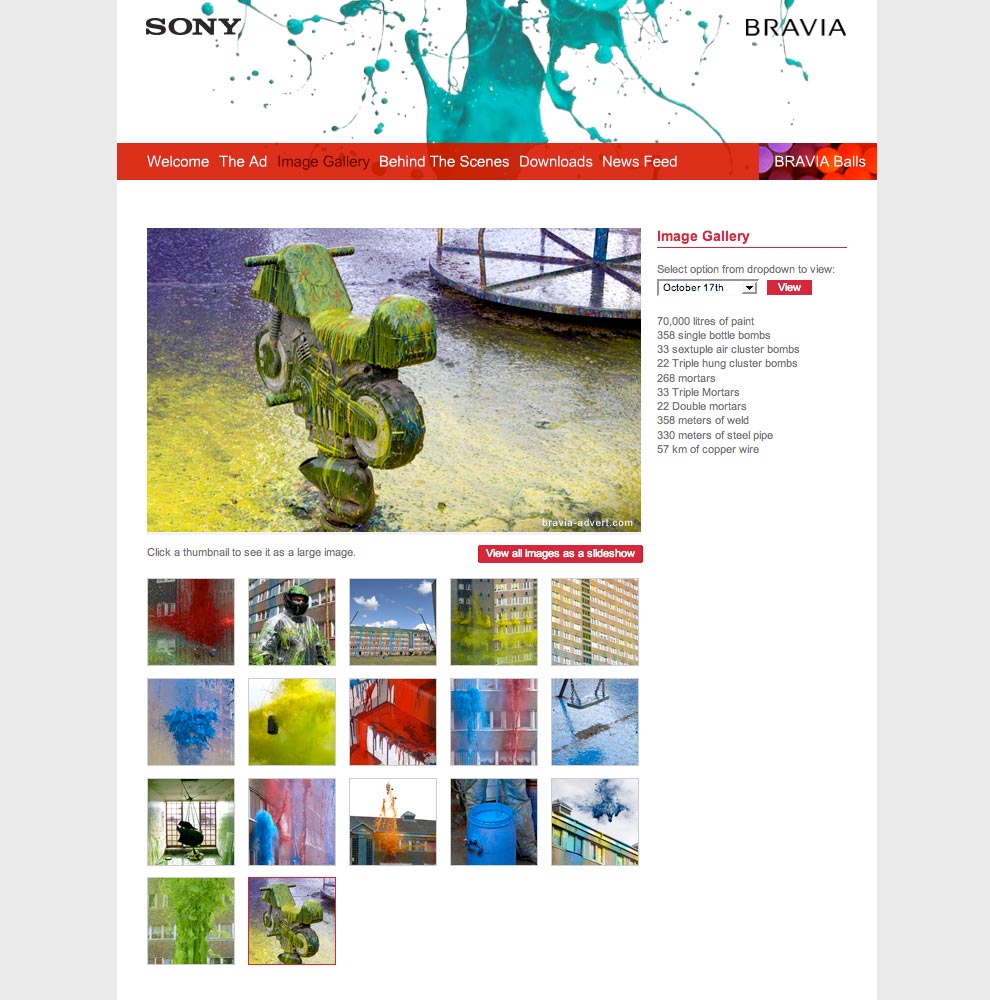 SONY
BRAVIA
Welcome The Ad Image Gallery Behind The Scenes Downloads News Feed BRAVIA Balls
Image Gallery
Select option from dropdown to view:
October 17th View
70,000 litres of paint
358 single bottle bombs
33 sextuple air cluster bombs
22 Triple hung cluster bombs
268 mortars
33 Triple Mortars
22 Double mortars
358 meters of weld
330 meters of steel pipe
57 km of copper wire
bravia-advert.com
Click a thumbnail to see it as a large image.
View all images as a slideshow